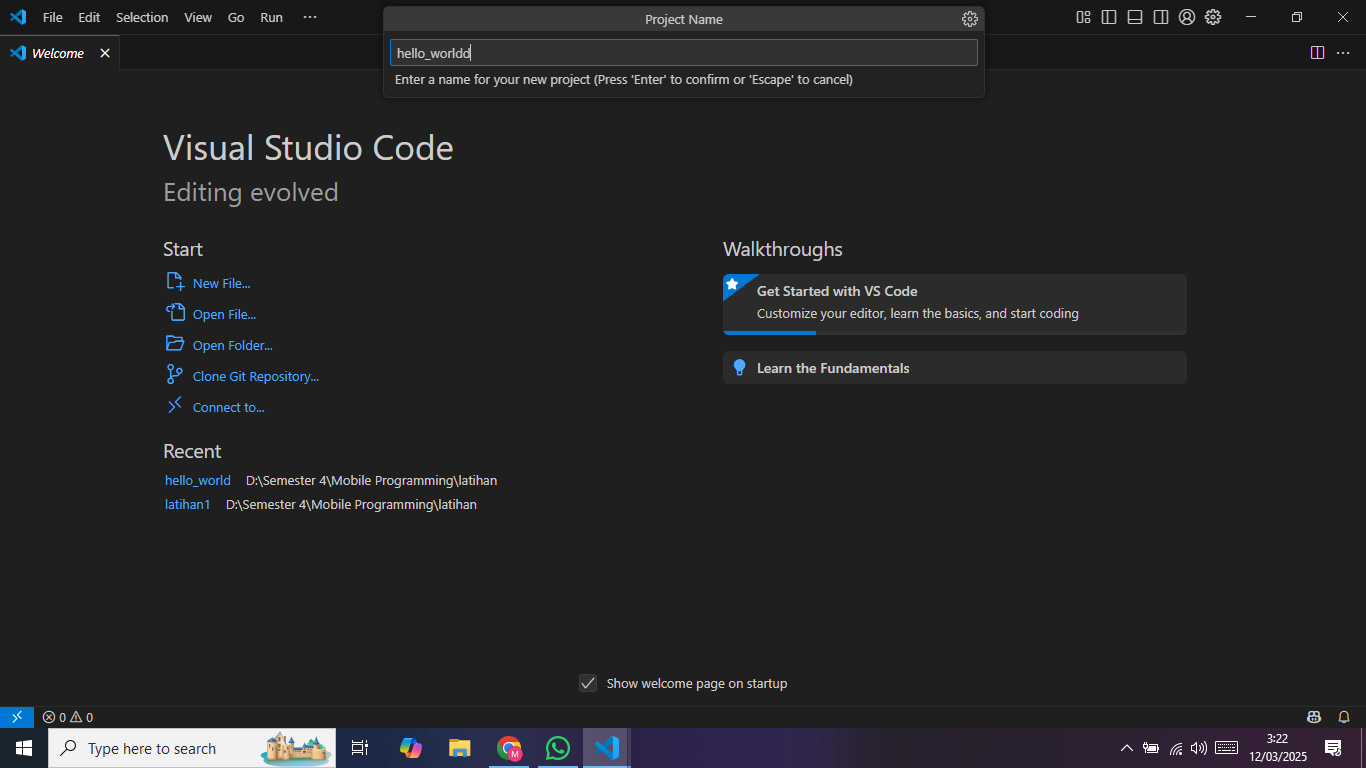 File Edit Selection View Go Run ···
Project Name
hello_worldd
Enter a name for your new project (Press 'Enter' to confirm or 'Escape' to cancel)
Welcome
Visual Studio Code
Editing evolved
Start
New File...
Open File...
Open Folder...
Clone Git Repository...
Connect to...
Recent
hello_world D:\Semester 4\Mobile Programming\latihan
latihan1 D:\Semester 4\Mobile Programming\latihan
Walkthroughs
Get Started with VS Code
Customize your editor, learn the basics, and start coding
Learn the Fundamentals
Show welcome page on startup
0 0
Type here to search
M
3:22
12/03/2025